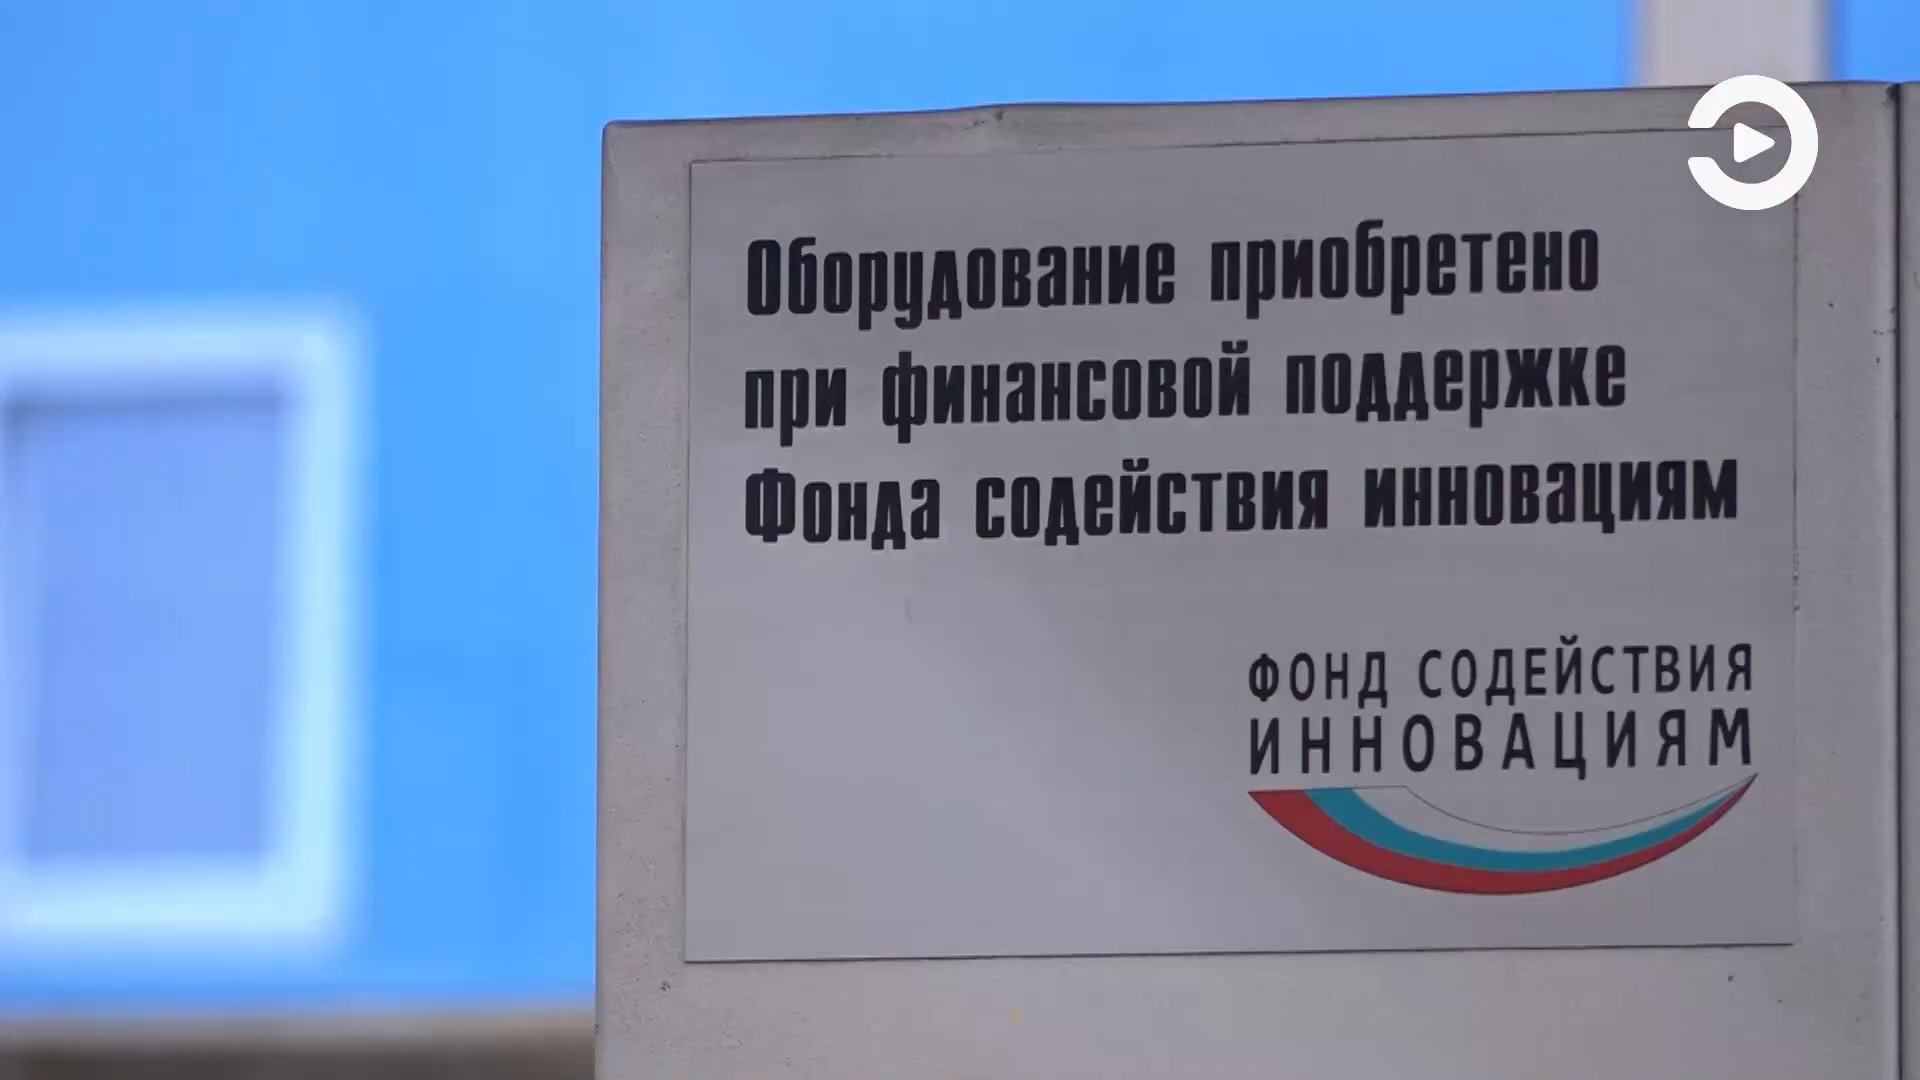 Оборудование приобретено
при финансовой поддержке
Фонда содействия инновациям
ФОНД СОДЕЙСТВИЯ
ИННОВАЦИЯМ